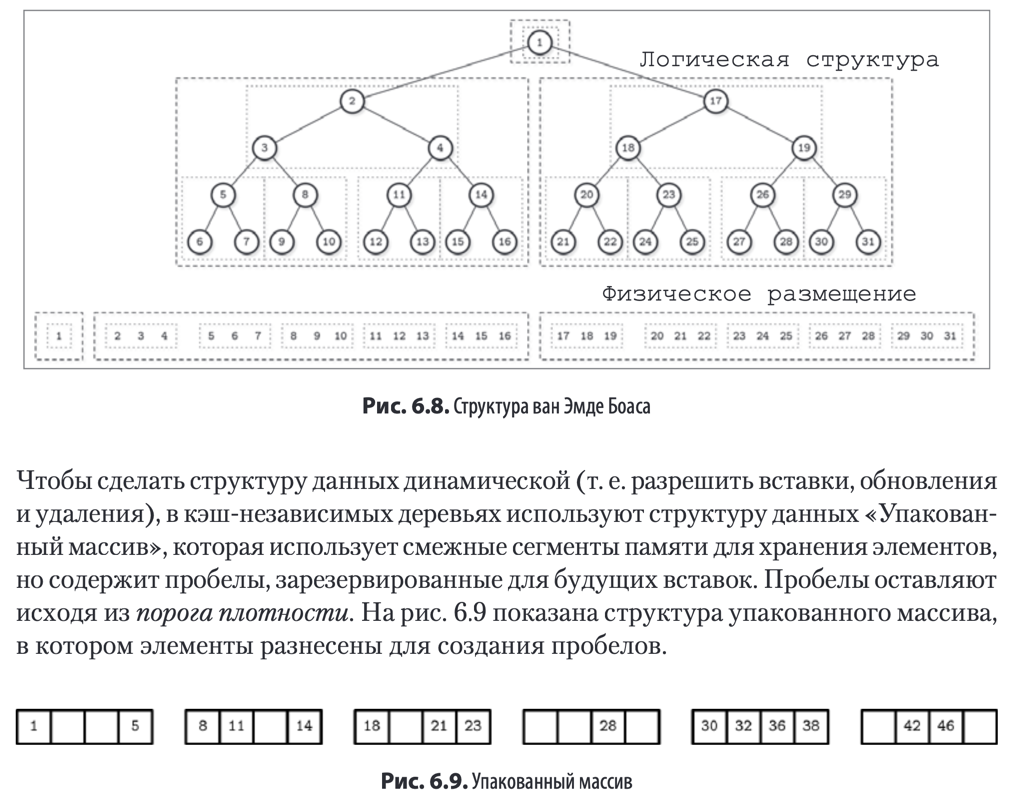 1
Логическая структура
2 17
3 4 18 19
5 8 11 14 20 23 26 29
6 7 9 10 12 13 15 16 21 22 24 25 27 28 30 31
Физическое размещение
1 2 3 4 5 6 7 8 9 10 11 12 13 14 15 16 17 18 19 20 21 22 23 24 25 26 27 28 29 30 31
Рис. 6.8. Структура ван Эмде Боаса
Чтобы сделать структуру данных динамической (т. е. разрешить вставки, обновления
и удаления), в кэш-независимых деревьях используют структуру данных «Упакован-
ный массив», которая использует смежные сегменты памяти для хранения элементов,
но содержит пробелы, зарезервированные для будущих вставок. Пробелы оставляют
исходя из порога плотности. На рис. 6.9 показана структура упакованного массива,
в котором элементы разнесены для создания пробелов.
1 5 8 11 14 18 21 23 28 30 32 36 38 42 46
Рис. 6.9. Упакованный массив